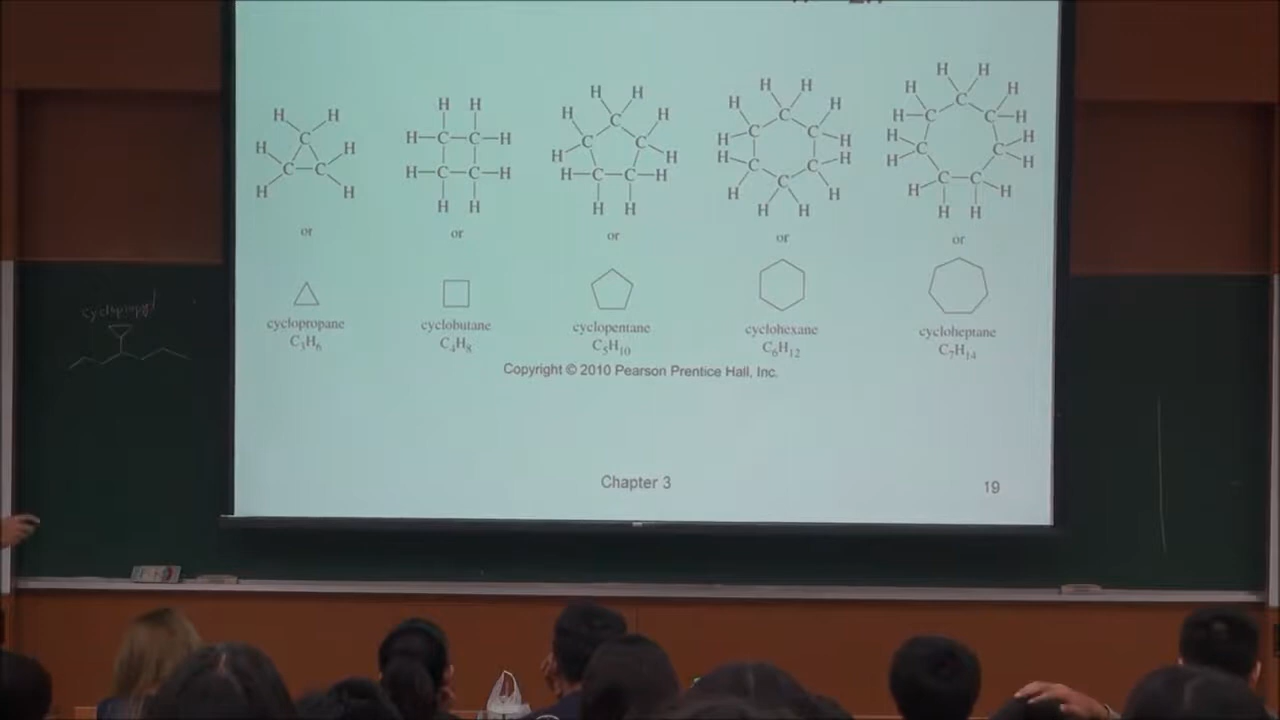 H H H H H H H H H H H H
H H H C H H H H C H H H C H
C H C C H H C C H H C C H
H C C H H C C H C H H C C H H C C H
H H H H H C C H H C H H C C H
H H H H H H H H H H
or or or or or
cyclopropyl
cyclopropane cyclobutane cyclopentane cyclohexane cycloheptane
C₃H₆ C₄H₈ C₅H₁₀ C₆H₁₂ C₇H₁₄
Copyright © 2010 Pearson Prentice Hall, Inc.
Chapter 3
19